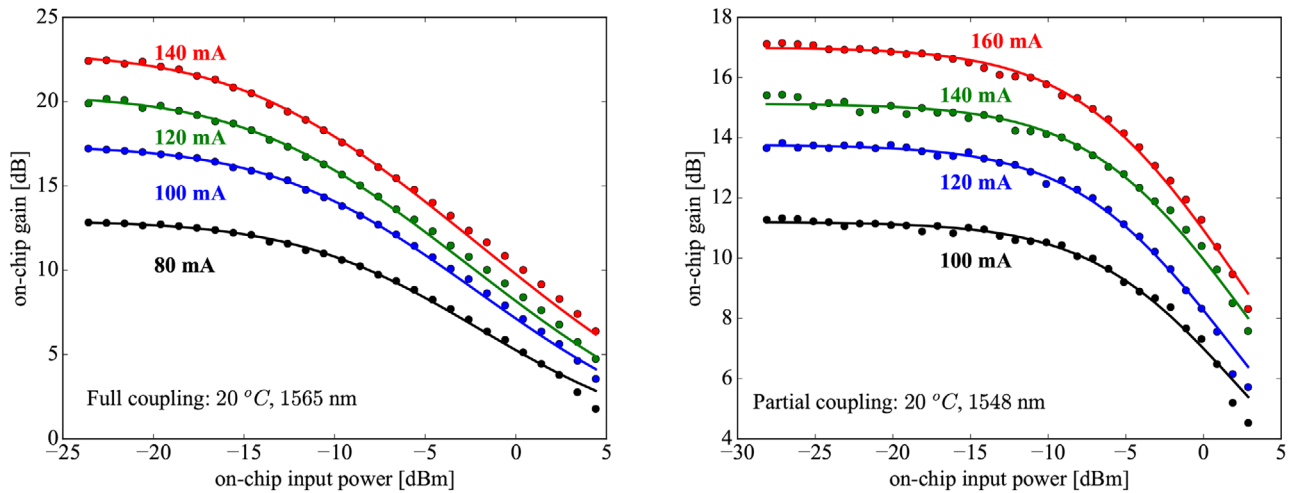 25
20
15
10
5
0
on-chip gain [dB]
140 mA
120 mA
100 mA
80 mA
Full coupling: 20 °C, 1565 nm
−25
−20
−15
−10
−5
0
5
on-chip input power [dBm]
18
16
14
12
10
8
6
4
on-chip gain [dB]
160 mA
140 mA
120 mA
100 mA
Partial coupling: 20 °C, 1548 nm
−30
−25
−20
−15
−10
−5
0
5
on-chip input power [dBm]